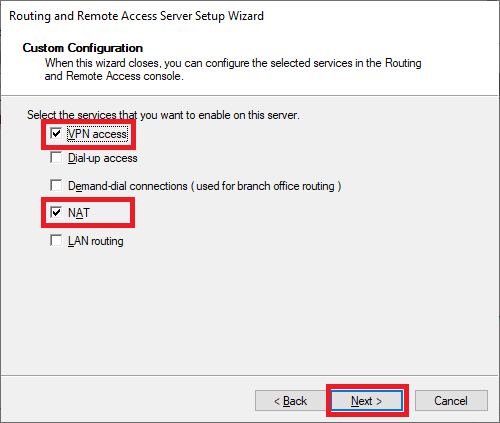 Routing and Remote Access Server Setup Wizard
Custom Configuration
When this wizard closes, you can configure the selected services in the Routing
and Remote Access console.
Select the services that you want to enable on this server.
VPN access
Dial-up access
Demand-dial connections ( used for branch office routing )
NAT
LAN routing
< Back
Next >
Cancel